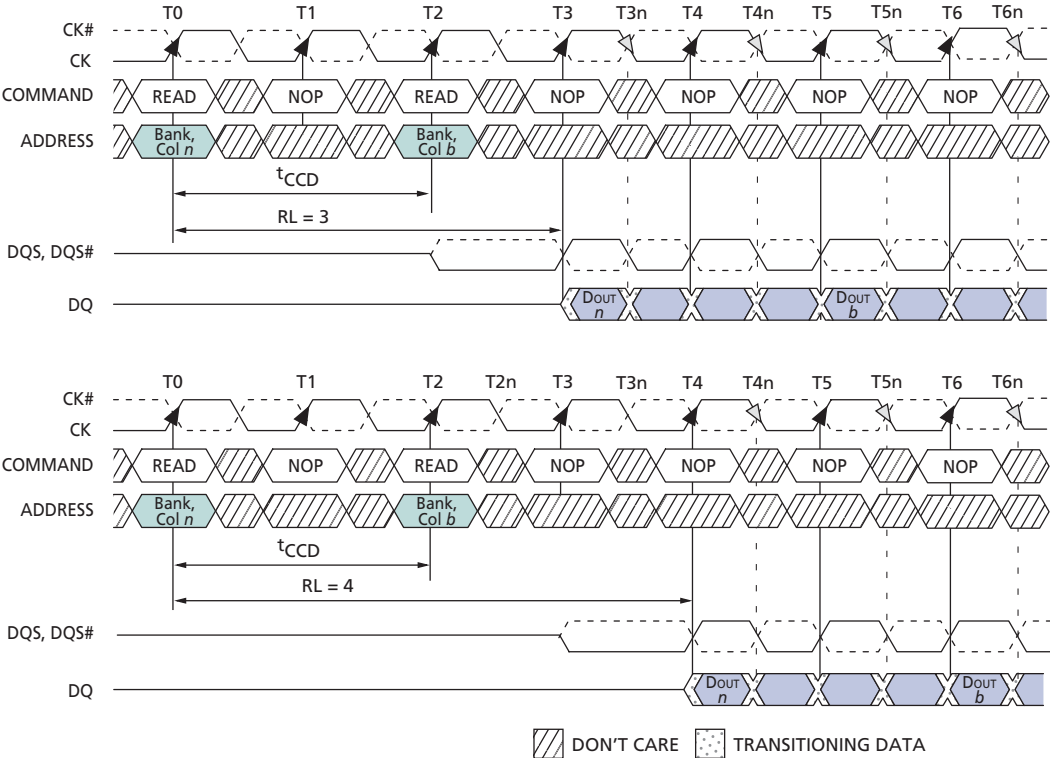 T0 T1 T2 T3 T3n T4 T4n T5 T5n T6 T6n
CK#
CK
COMMAND READ NOP READ NOP NOP NOP NOP
ADDRESS Bank, Col n Bank, Col b
tCCD
RL = 3
DQS, DQS#
DQ DOUT n DOUT b
T0 T1 T2 T2n T3 T3n T4 T4n T5 T5n T6 T6n
CK#
CK
COMMAND READ NOP READ NOP NOP NOP NOP
ADDRESS Bank, Col n Bank, Col b
tCCD
RL = 4
DQS, DQS#
DQ DOUT n DOUT b
DON'T CARE TRANSITIONING DATA